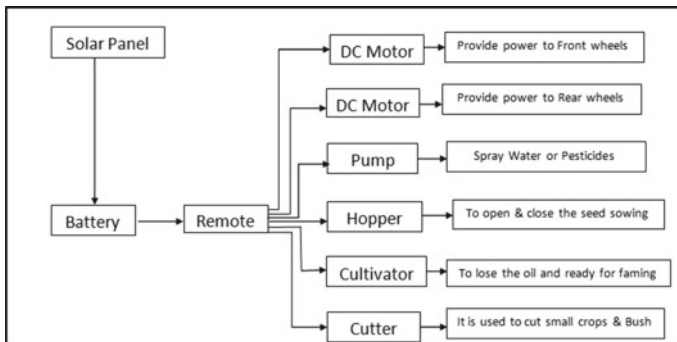 Solar Panel
DC Motor
Provide power to Front wheels
DC Motor
Provide power to Rear wheels
Pump
Spray Water or Pesticides
Battery
Remote
Hopper
To open & close the seed sowing
Cultivator
To lose the oil and ready for faming
Cutter
It is used to cut small crops & Bush